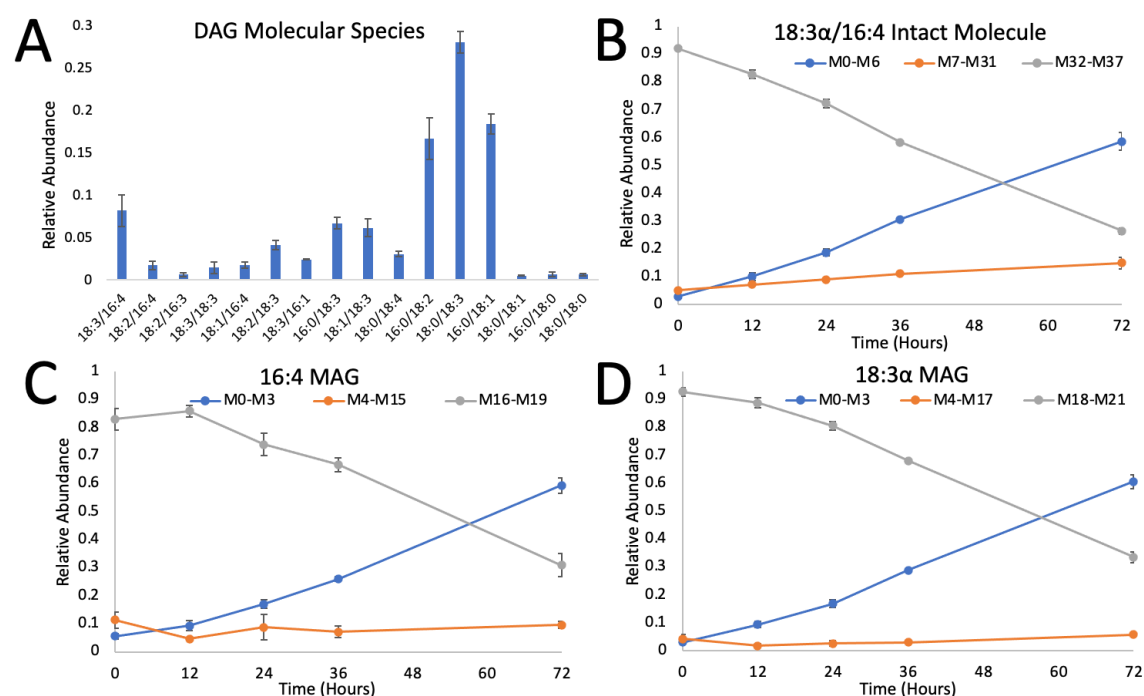 A
DAG Molecular Species
Relative Abundance
0.3
0.25
0.2
0.15
0.1
0.05
0
18:3/16:4
18:2/16:4
18:2/16:3
18:3/18:3
18:1/16:4
18:2/18:3
18:3/16:1
16:0/18:3
18:1/18:3
18:0/18:4
16:0/18:2
18:0/18:3
16:0/18:1
18:0/18:1
16:0/18:0
18:0/18:0
B
18:3α/16:4 Intact Molecule
M0-M6 M7-M31 M32-M37
Relative Abundance
1
0.9
0.8
0.7
0.6
0.5
0.4
0.3
0.2
0.1
0
0 12 24 36 48 60 72
Time (Hours)
C
16:4 MAG
M0-M3 M4-M15 M16-M19
Relative Abundance
1
0.9
0.8
0.7
0.6
0.5
0.4
0.3
0.2
0.1
0
0 12 24 36 48 60 72
Time (Hours)
D
18:3α MAG
M0-M3 M4-M17 M18-M21
Relative Abundance
1
0.9
0.8
0.7
0.6
0.5
0.4
0.3
0.2
0.1
0
0 12 24 36 48 60 72
Time (Hours)